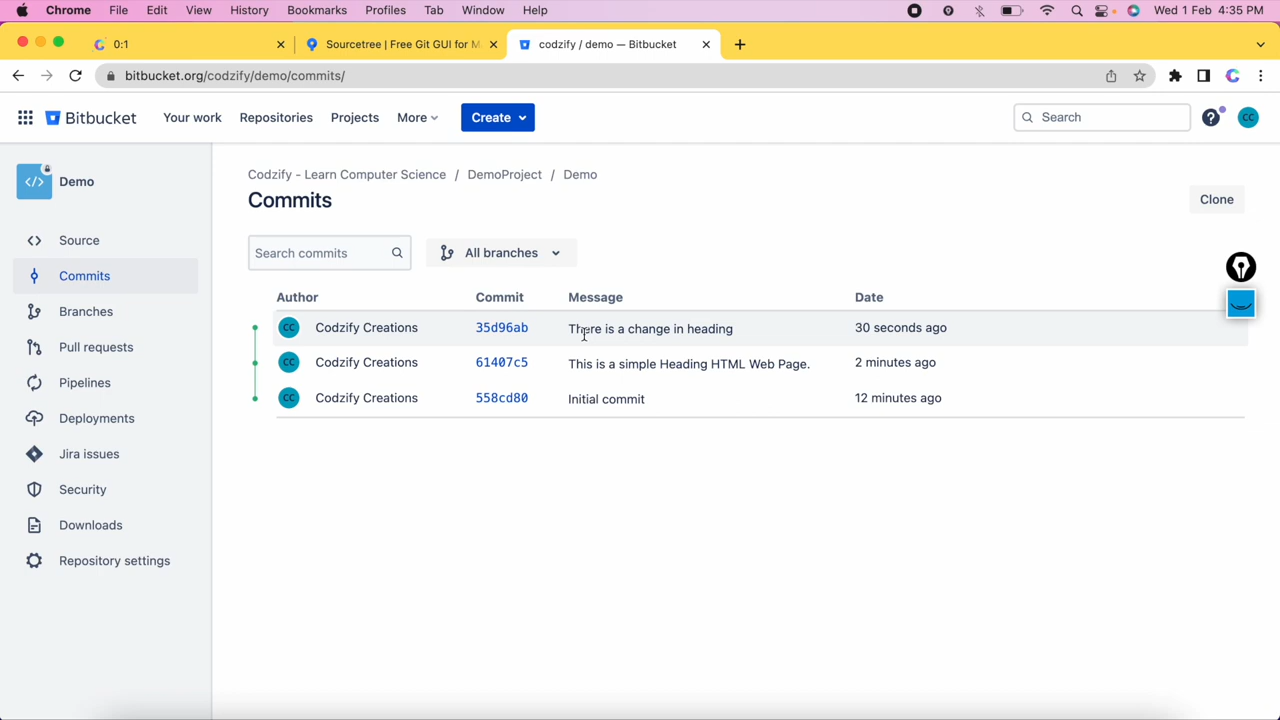 Chrome File Edit View History Bookmarks Profiles Tab Window Help Wed 1 Feb 4:35 PM
0:1 Sourcetree | Free Git GUI for M codzify / demo — Bitbucket
bitbucket.org/codzify/demo/commits/
Bitbucket Your work Repositories Projects More Create Search CC
Demo
Codzify - Learn Computer Science / DemoProject / Demo
Commits
Clone
Source
Commits
Branches
Pull requests
Pipelines
Deployments
Jira issues
Security
Downloads
Repository settings
Search commits All branches
Author Commit Message Date
CC Codzify Creations 35d96ab There is a change in heading 30 seconds ago
CC Codzify Creations 61407c5 This is a simple Heading HTML Web Page. 2 minutes ago
CC Codzify Creations 558cd80 Initial commit 12 minutes ago